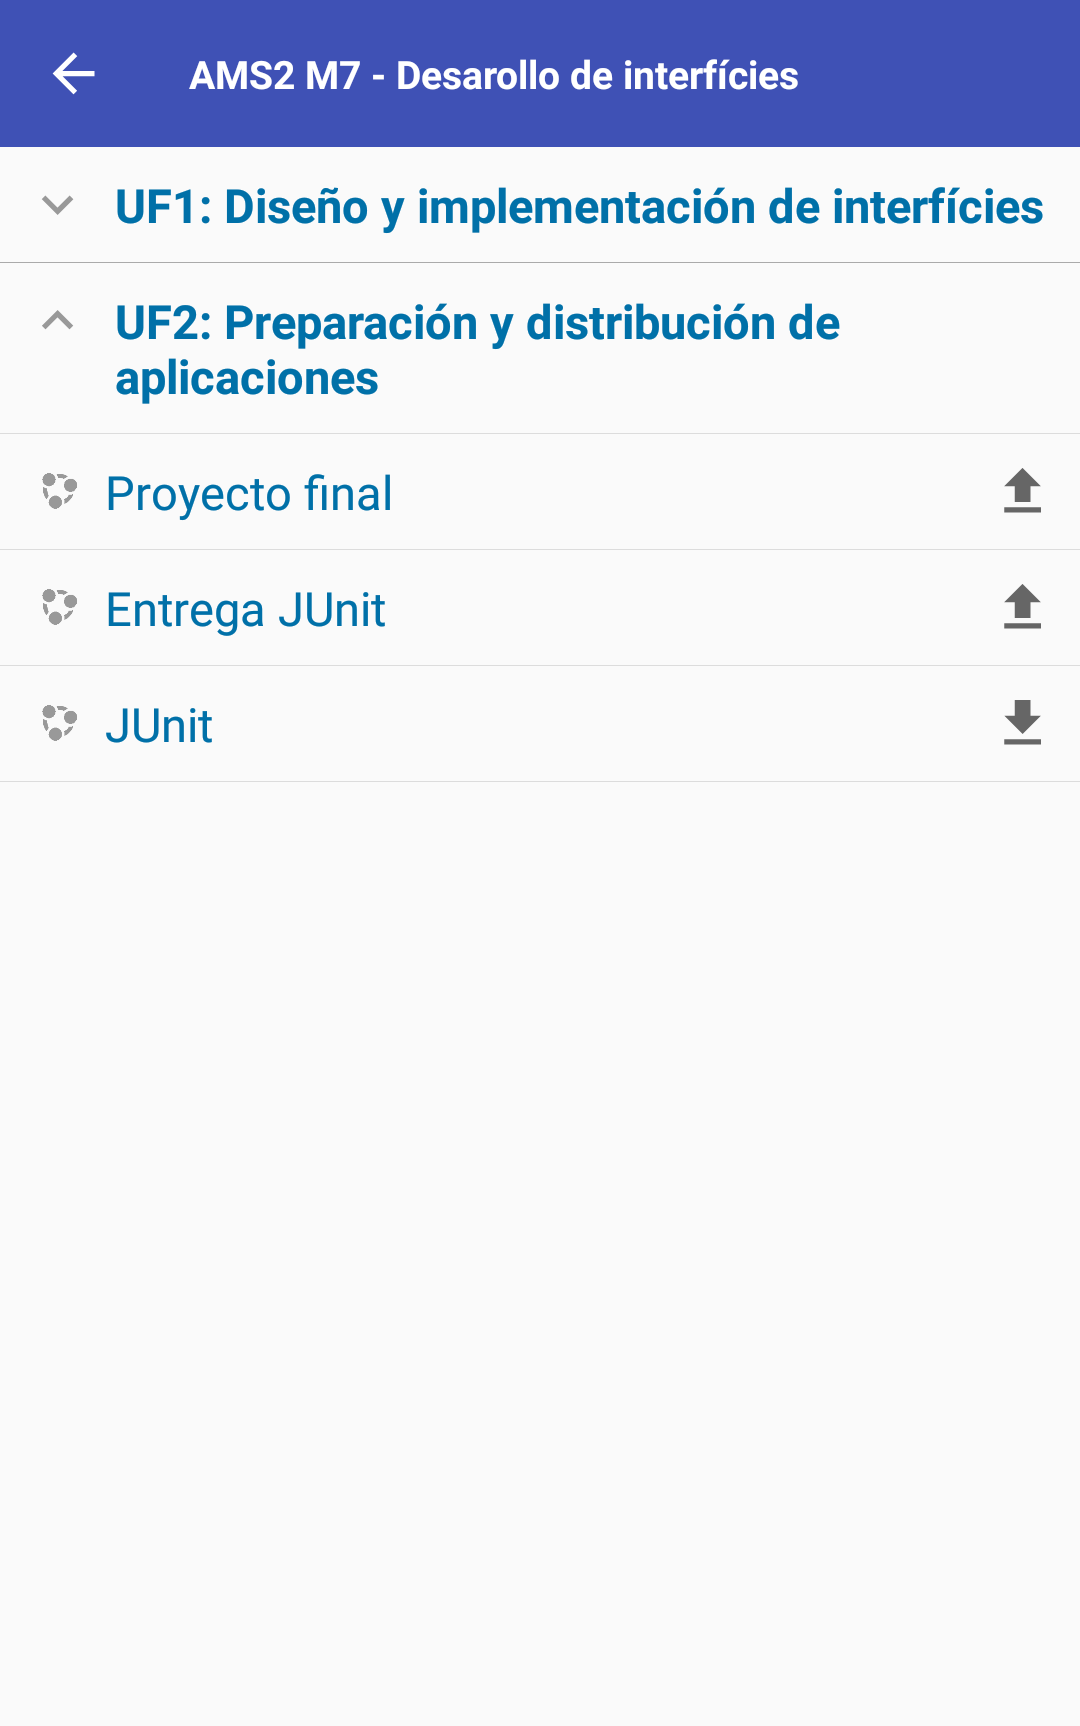 AMS2 M7 - Desarollo de interfícies
UF1: Diseño y implementación de interfícies
UF2: Preparación y distribución de
aplicaciones
Proyecto final
Entrega JUnit
JUnit